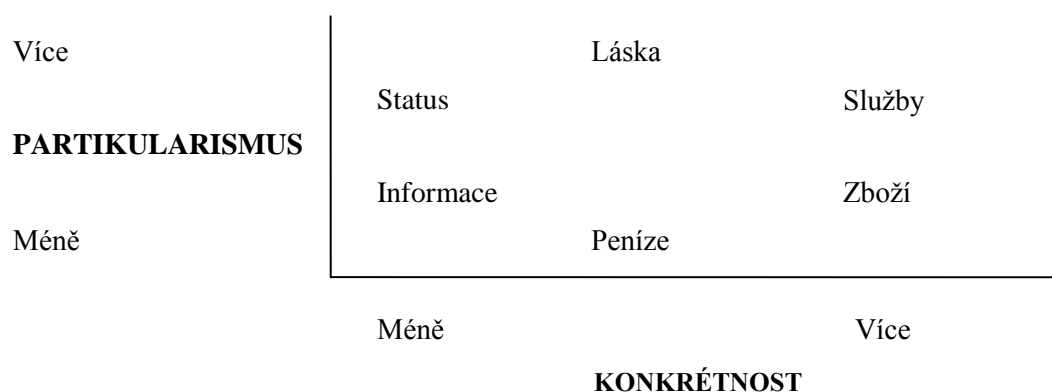 Více Láska
Status Služby
PARTIKULARISMUS
Informace Zboží
Méně Peníze
Méně Více
KONKRÉTNOST